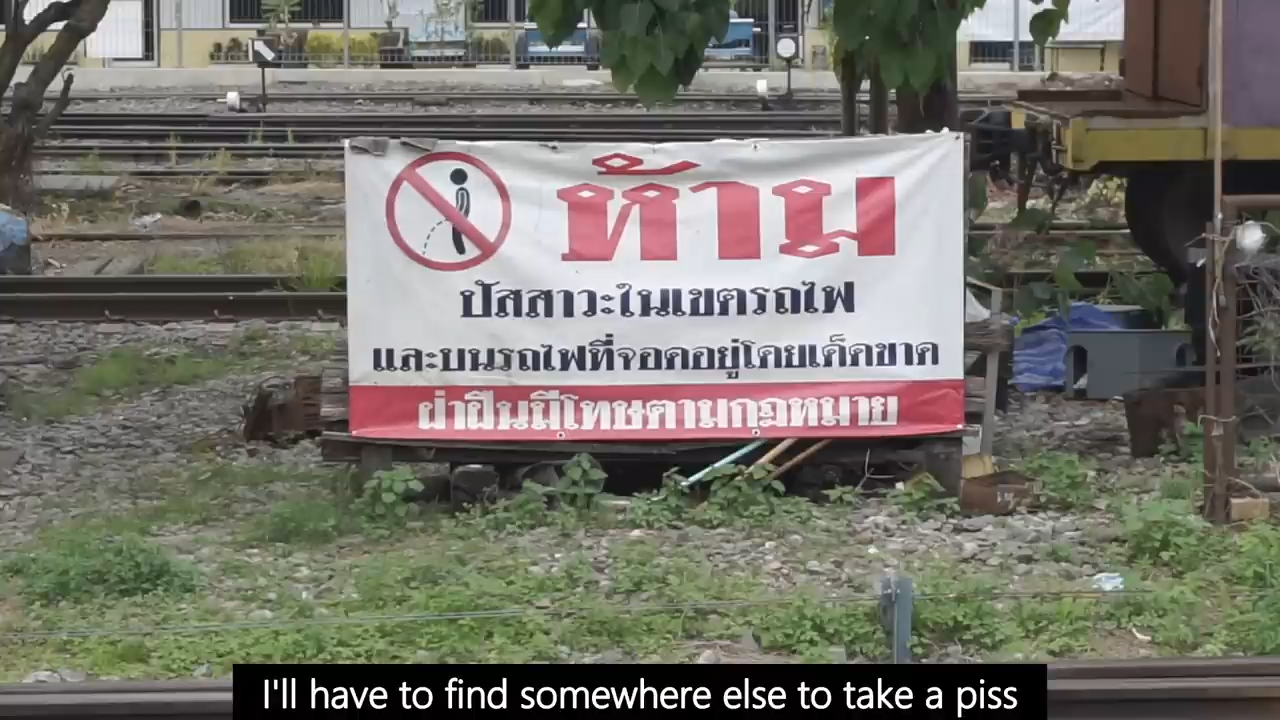 ห้าม
ปัสสาวะในเขตรถไฟ
และบนรถไฟที่จอดอยู่โดยเด็ดขาด
ฝ่าฝืนมีโทษตามกฎหมาย
I'll have to find somewhere else to take a piss